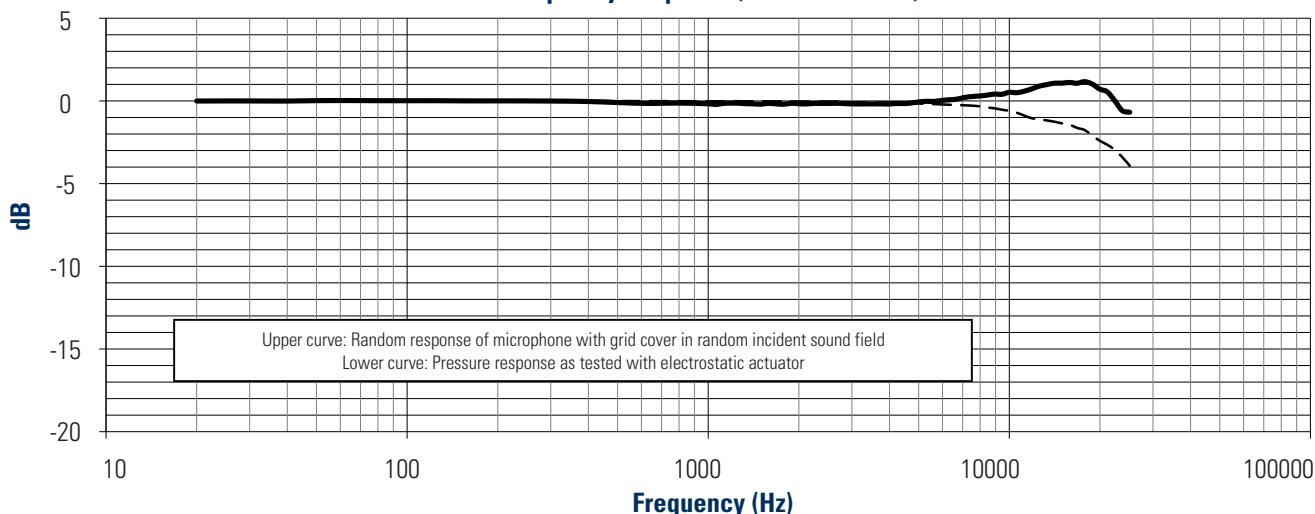 5
0
-5
dB
-10
-15
-20
Upper curve: Random response of microphone with grid cover in random incident sound field
Lower curve: Pressure response as tested with electrostatic actuator
10 100 1000 10000 100000
Frequency (Hz)